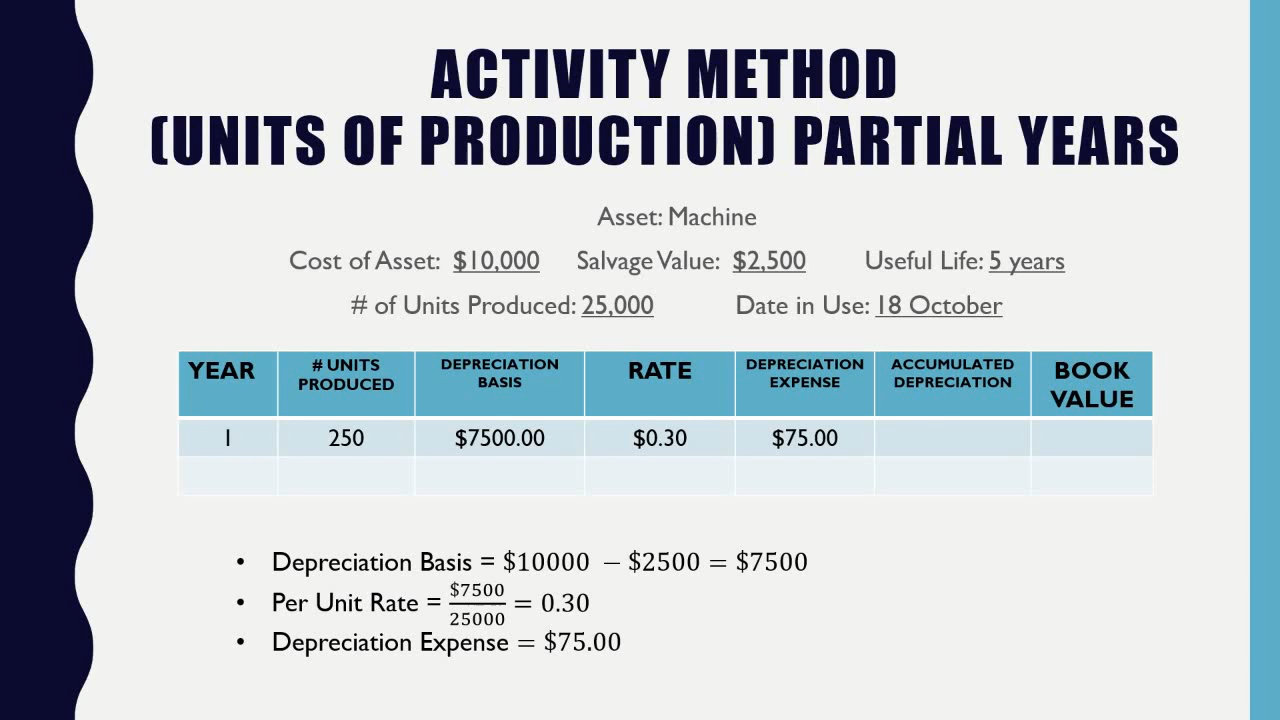 ACTIVITY METHOD
(UNITS OF PRODUCTION) PARTIAL YEARS
Asset: Machine
Cost of Asset: $10,000 Salvage Value: $2,500 Useful Life: 5 years
# of Units Produced: 25,000 Date in Use: 18 October
YEAR # UNITS PRODUCED DEPRECIATION BASIS RATE DEPRECIATION EXPENSE ACCUMULATED DEPRECIATION BOOK VALUE
1 250 $7500.00 $0.30 $75.00
• Depreciation Basis = $10000 − $2500 = $7500
• Per Unit Rate = $7500/25000 = 0.30
• Depreciation Expense = $75.00